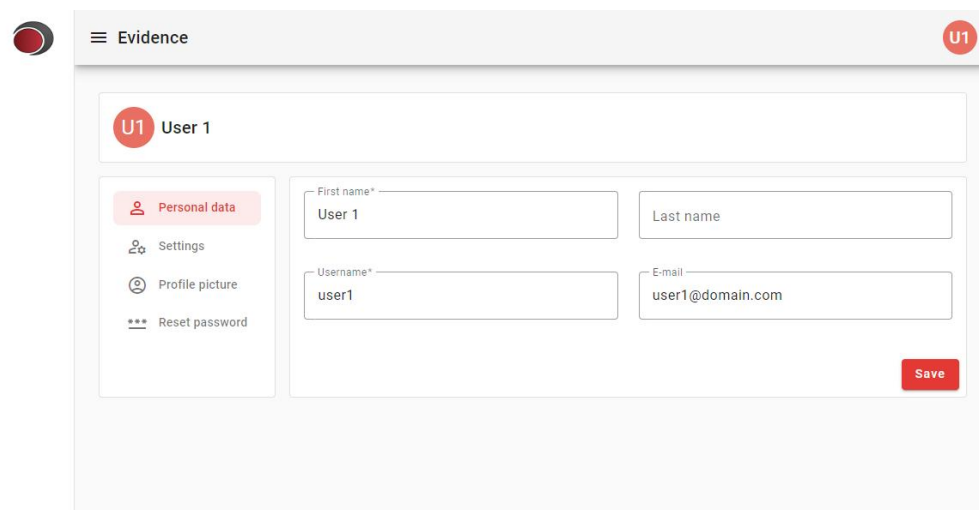 Evidence
U1
U1 User 1
Personal data
Settings
Profile picture
Reset password
First name*
User 1
Last name
Username*
user1
E-mail
user1@domain.com
Save